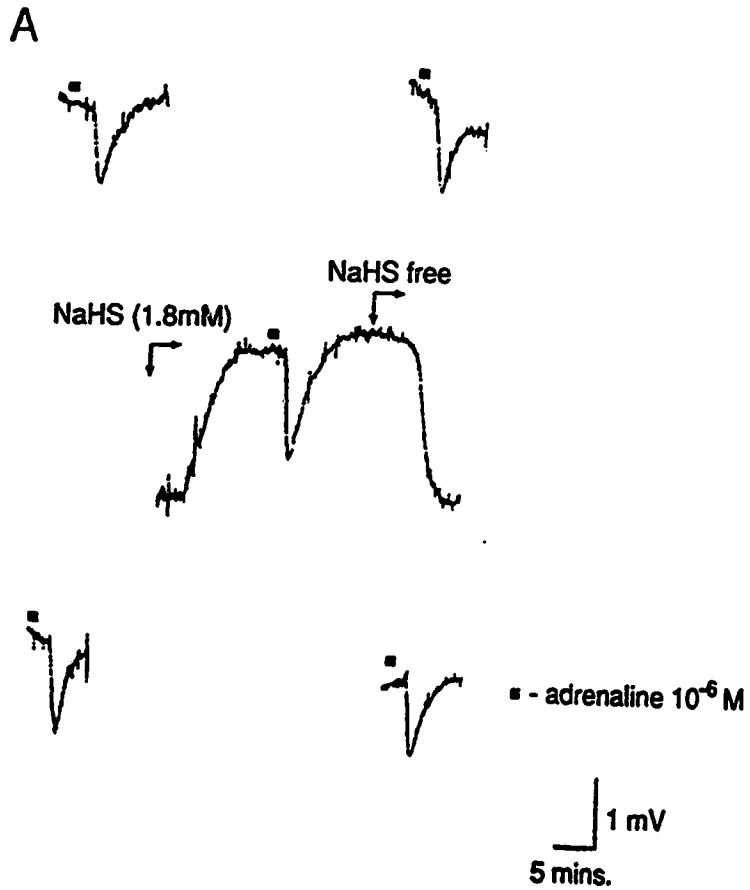 A
NaHS free
NaHS (1.8mM)
- adrenaline 10⁻⁶ M
1 mV
5 mins.